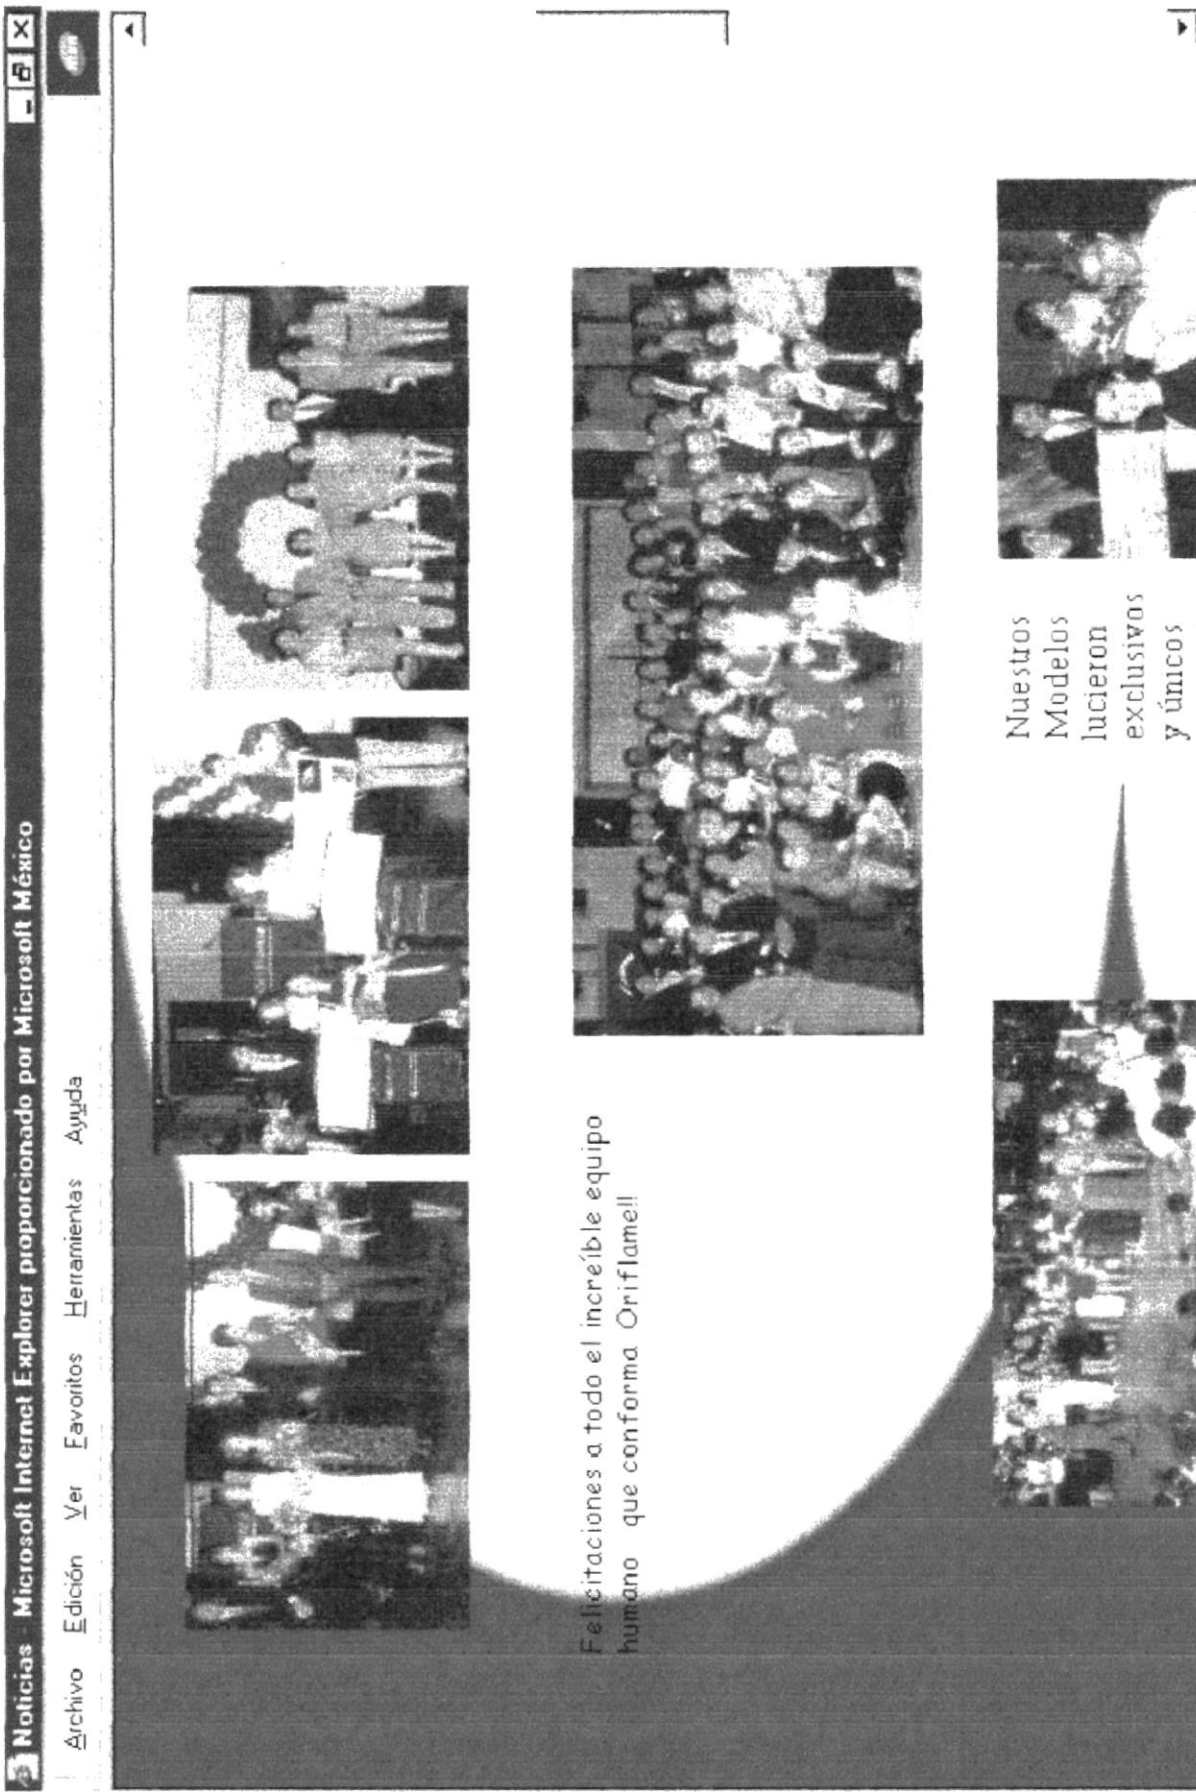 Noticias - Microsoft Internet Explorer proporcionado por Microsoft México
Archivo Edición Ver Favoritos Herramientas Ayuda
Felicitaciones a todo el increíble equipo
humano que conforma Oriflame!!
Nuestros
Modelos
lucieron
exclusivos
y únicos